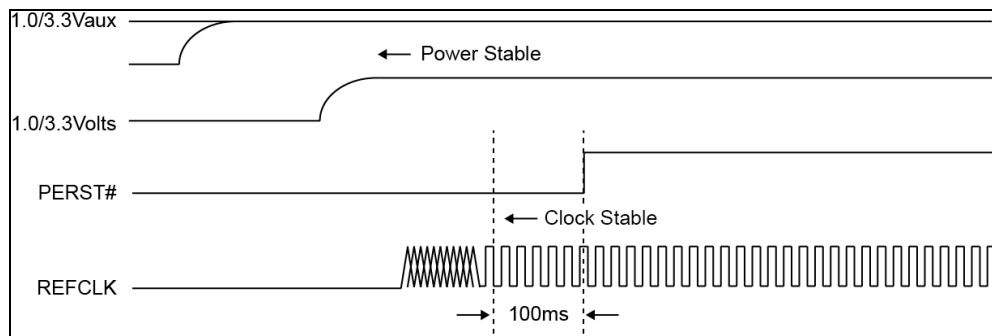 1.0/3.3Vaux
Power Stable
1.0/3.3Volts
PERST#
Clock Stable
REFCLK
100ms